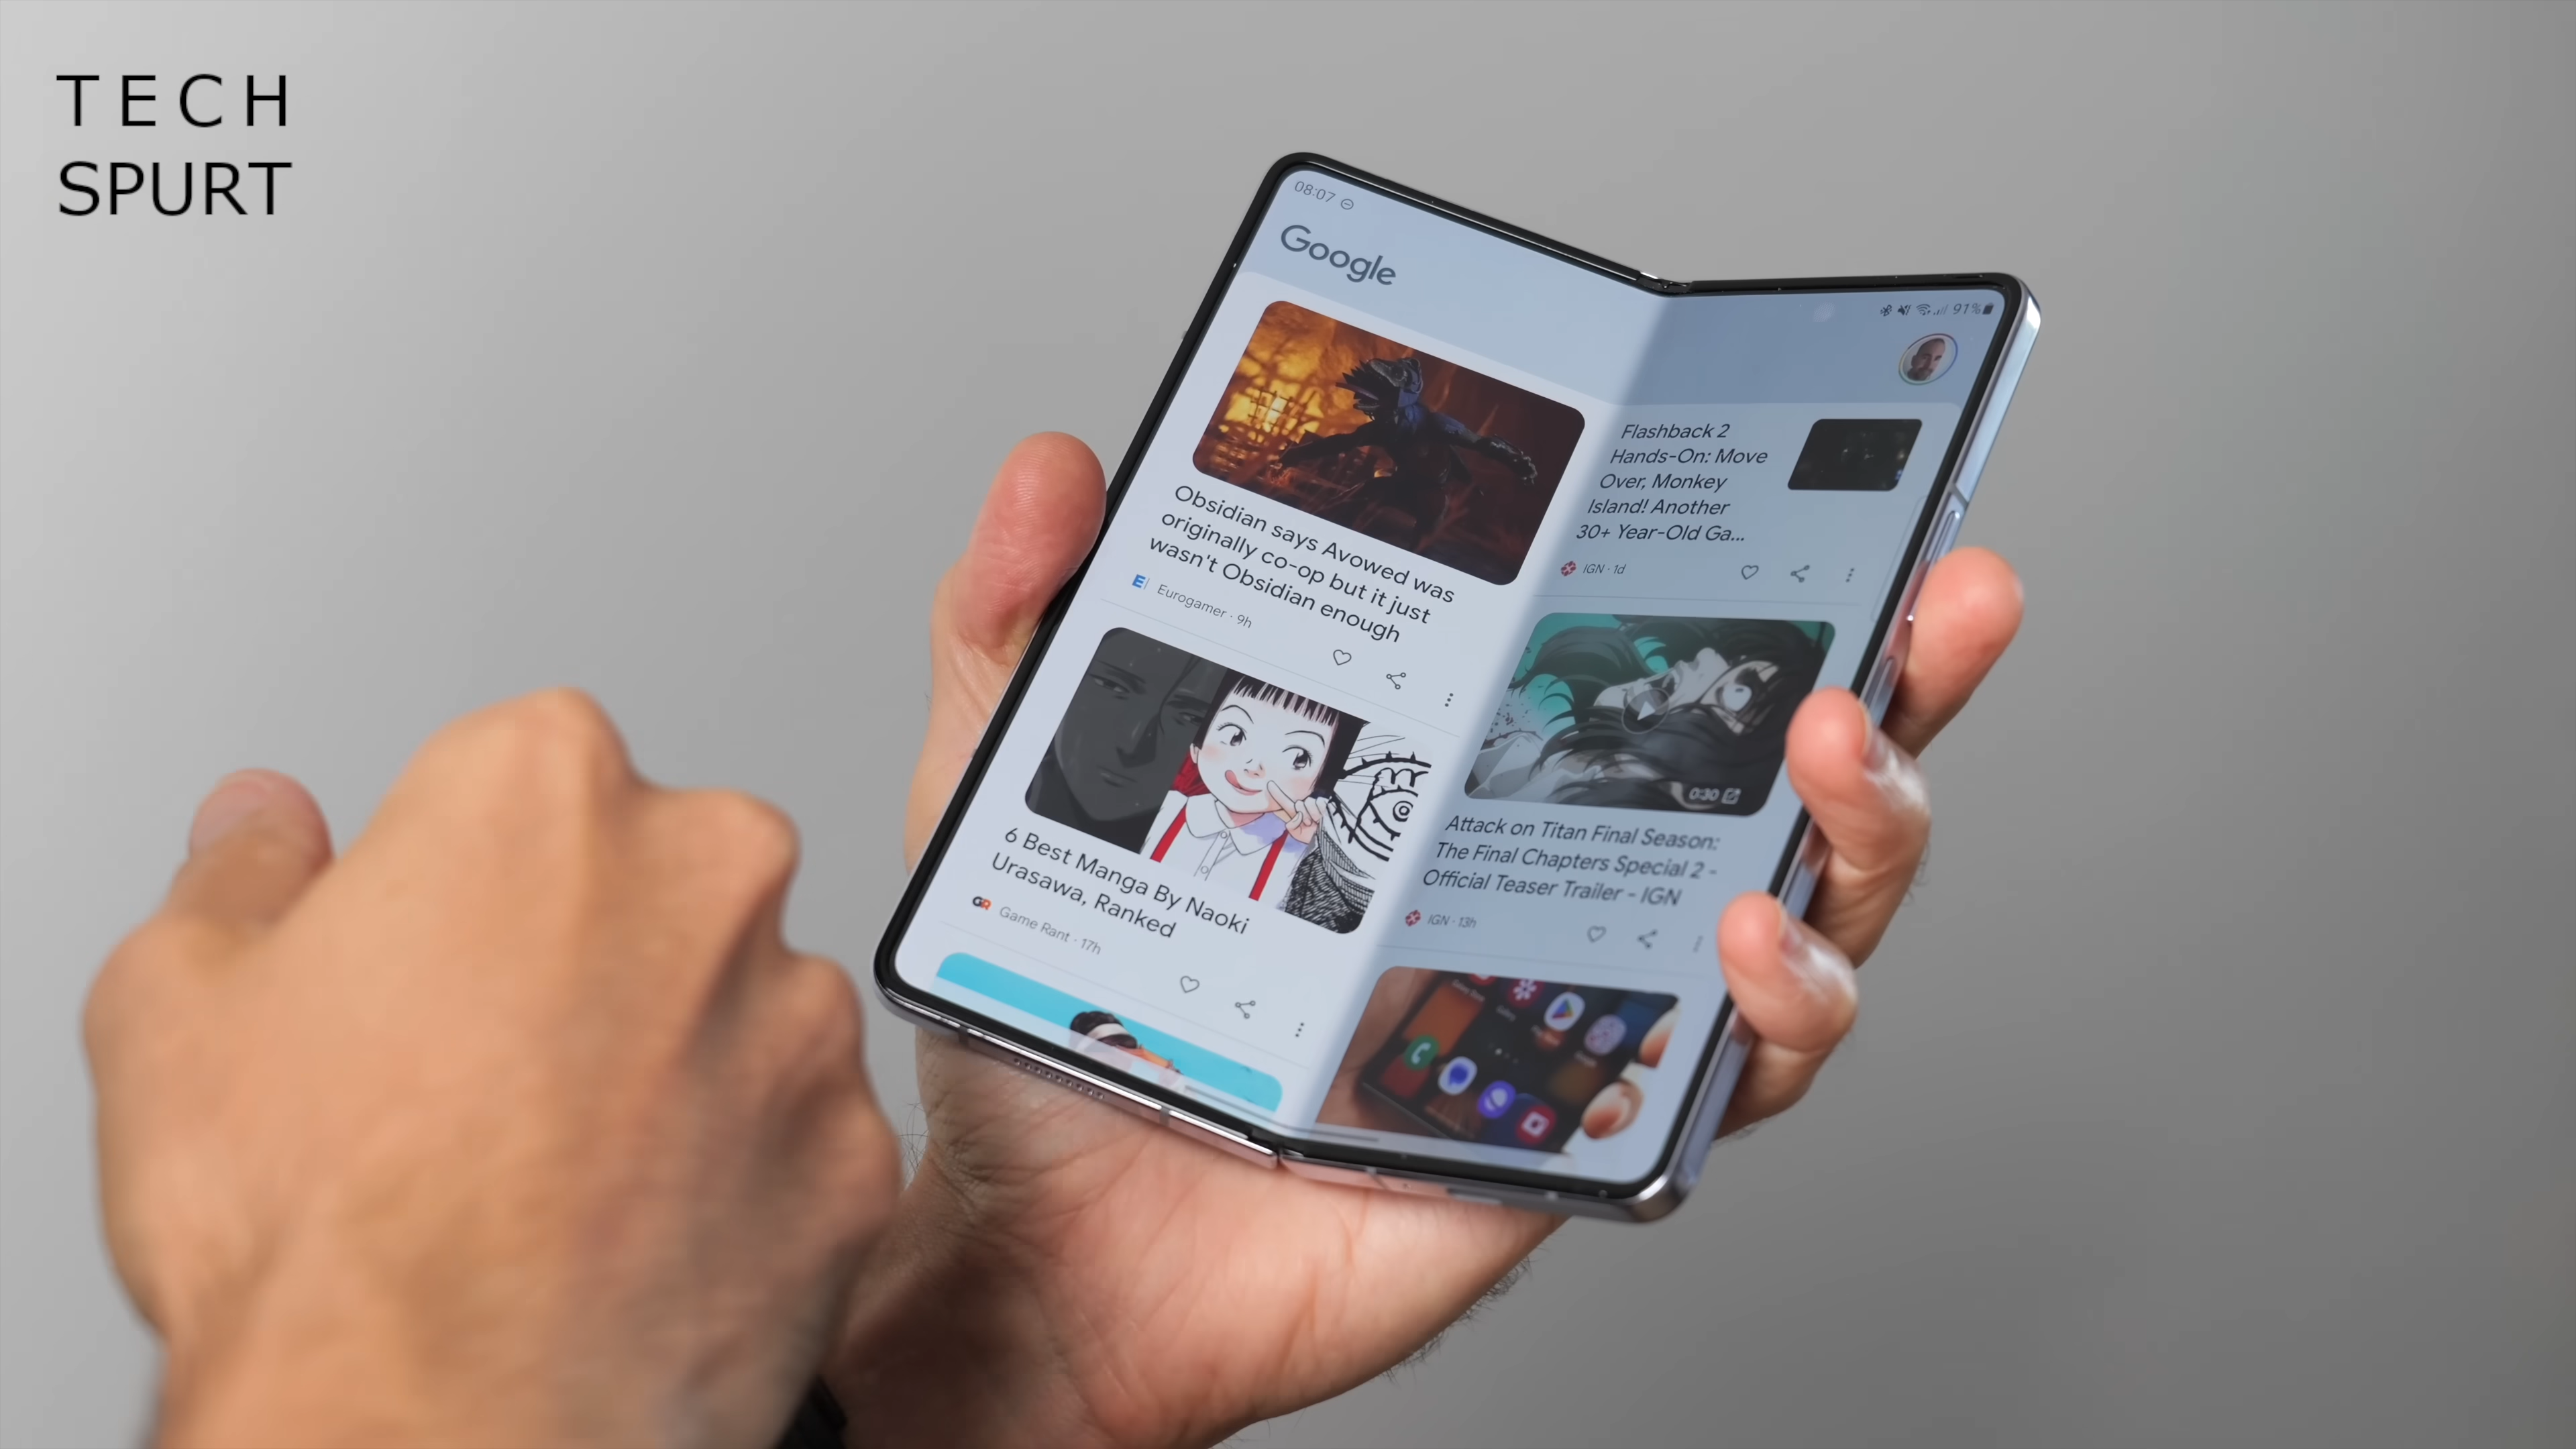 TECH
SPURT
08:07
Google
91%
Obsidian says Avowed was
originally co-op but it just
wasn't Obsidian enough
E
Eurogamer · 9h
6 Best Manga By Naoki
Urasawa, Ranked
GR
Game Rant · 17h
Flashback 2
Hands-On: Move
Over, Monkey
Island! Another
30+ Year-Old Ga...
IGN · 1d
0:30
Attack on Titan Final Season:
The Final Chapters Special 2 -
Official Teaser Trailer - IGN
IGN · 13h